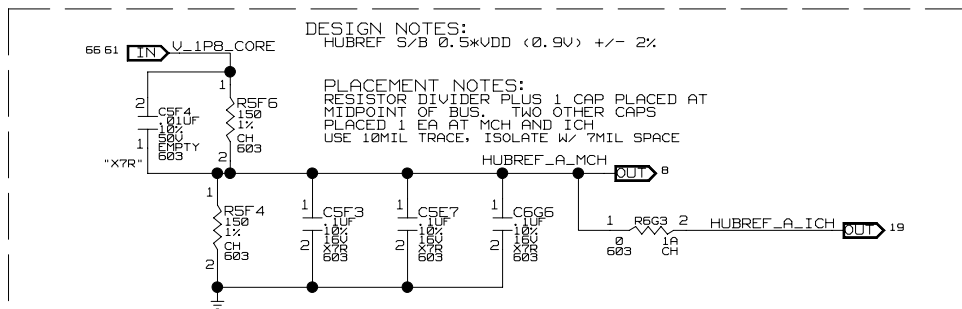 DESIGN NOTES:
HUBREF S/B 0.5*VDD (0.9V) +/- 2%
66 61 IN V_1P8_CORE
PLACEMENT NOTES:
RESISTOR DIVIDER PLUS 1 CAP PLACED AT
MIDPOINT OF BUS. TWO OTHER CAPS
PLACED 1 EA AT MCH AND ICH
USE 10MIL TRACE, ISOLATE W/ 7MIL SPACE
2
C5F4
.01UF
10%
50V
EMPTY
603
1
"X7R"
1
R5F6
150
1%
CH
603
2
HUBREF_A_MCH
OUT 8
1
R5F4
150
1%
CH
603
2
1
C5F3
.1UF
10%
16V
X7R
603
2
1
C5E7
.1UF
10%
16V
X7R
603
2
1
C6G6
.1UF
10%
16V
X7R
603
2
1 R6G3 2
0
603
1A
CH
HUBREF_A_ICH
OUT 19